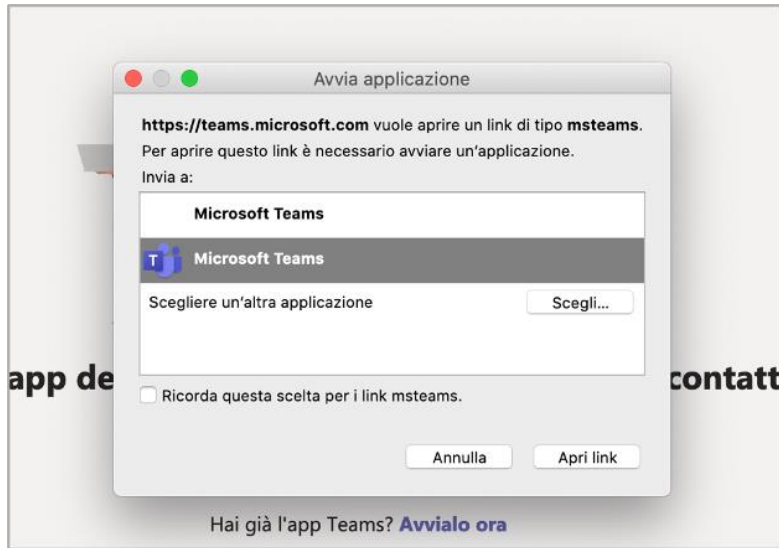 Avvia applicazione
https://teams.microsoft.com vuole aprire un link di tipo msteams.
Per aprire questo link è necessario avviare un'applicazione.
Invia a:
Microsoft Teams
T Microsoft Teams
Scegliere un'altra applicazione Scegli...
app de contatt
Ricorda questa scelta per i link msteams.
Annulla Apri link
Hai già l'app Teams? Avvialo ora